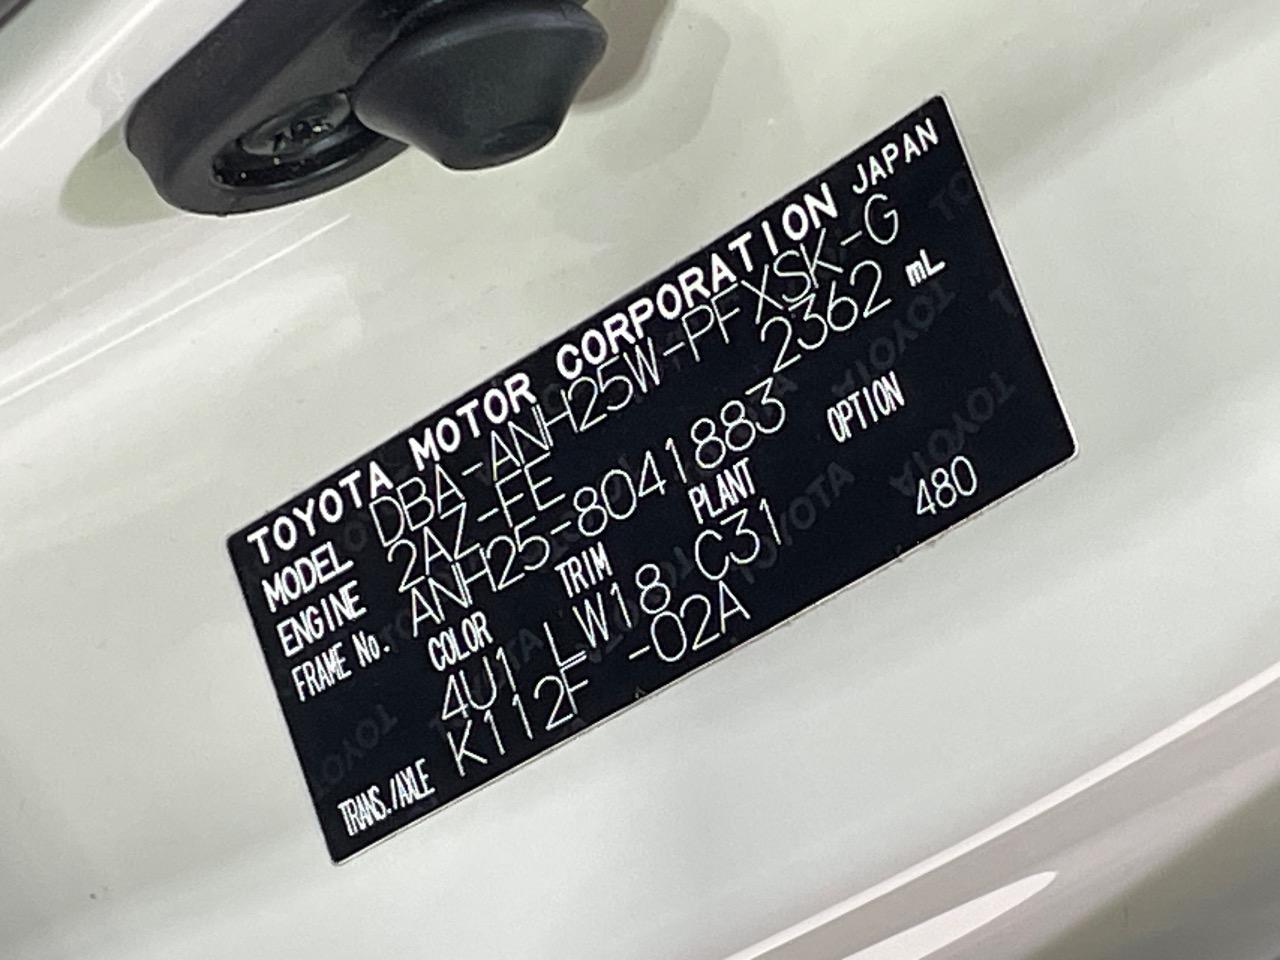 TOYOTA MOTOR CORPORATION JAPAN
MODEL DBA-ANH25W-PFXSK-G
ENGINE 2AZ-FE 2362 mL
FRAME No. ANH25-8041883
COLOR TRIM PLANT OPTION
4U1 LW18 C31 480
TRANS./AXLE K112F -02A